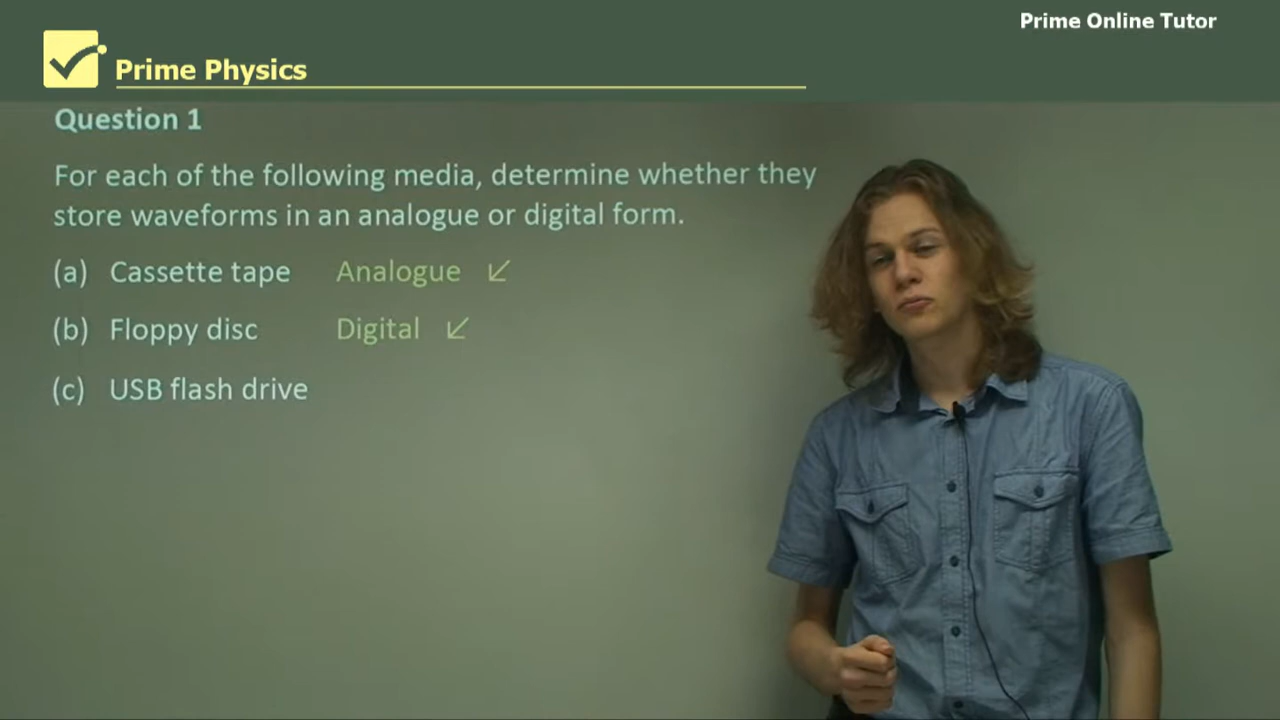 Prime Online Tutor
Prime Physics
Question 1
For each of the following media, determine whether they
store waveforms in an analogue or digital form.
(a) Cassette tape Analogue ↙
(b) Floppy disc Digital ↙
(c) USB flash drive